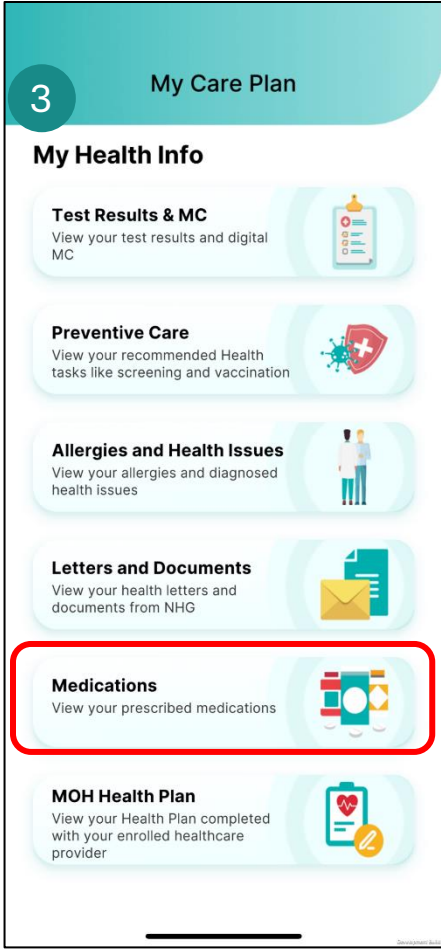 3
My Care Plan
My Health Info
Test Results & MC
View your test results and digital
MC
Preventive Care
View your recommended Health
tasks like screening and vaccination
Allergies and Health Issues
View your allergies and diagnosed
health issues
Letters and Documents
View your health letters and
documents from NHG
Medications
View your prescribed medications
MOH Health Plan
View your Health Plan completed
with your enrolled healthcare
provider